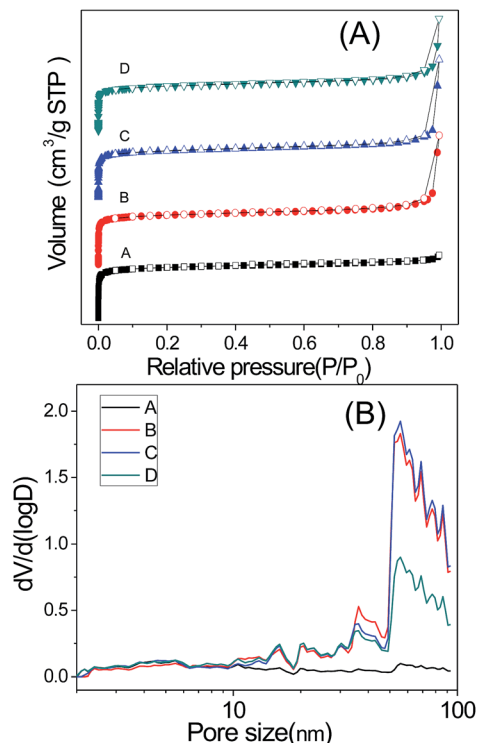 (A)
D
C
B
A
Volume (cm³/g STP )
0.0 0.2 0.4 0.6 0.8 1.0
Relative pressure(P/P₀)
(B)
A
B
C
D
2.0
1.5
1.0
0.5
0.0
dV/d(logD)
10 100
Pore size(nm)